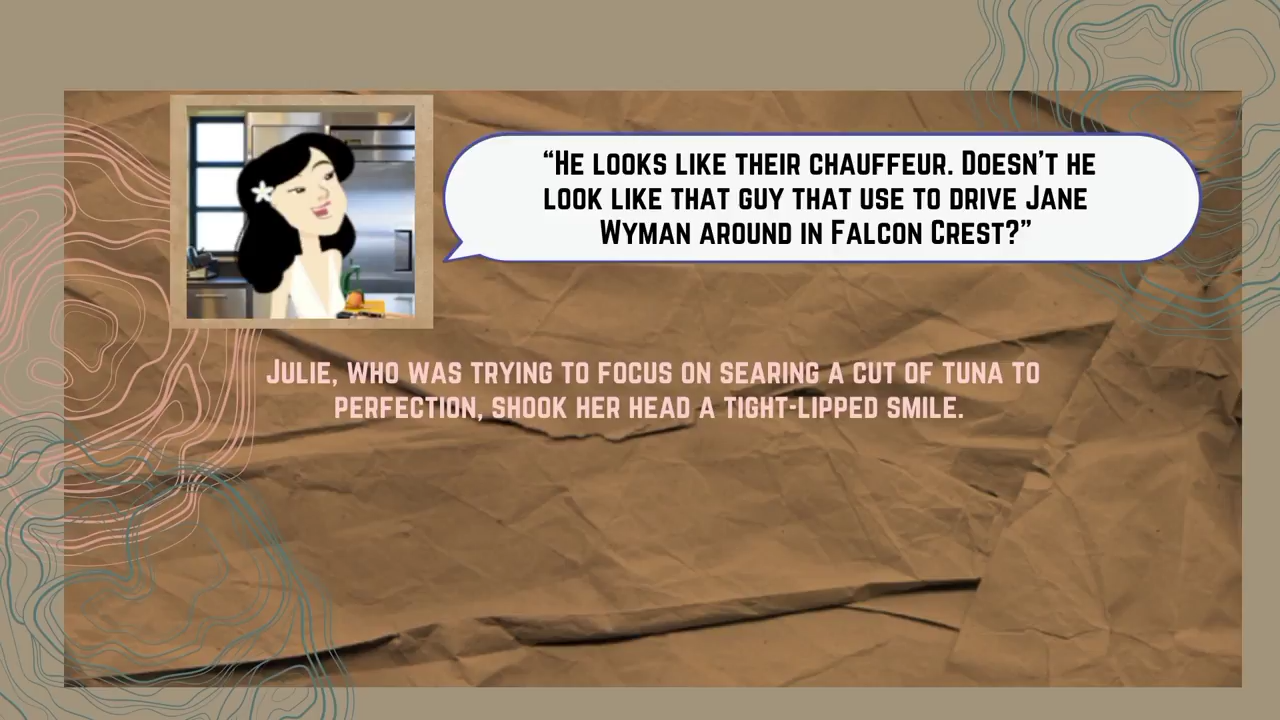 “He looks like their chauffeur. Doesn’t he
look like that guy that use to drive Jane
Wyman around in Falcon Crest?”
Julie, who was trying to focus on searing a cut of tuna to
perfection, shook her head a tight-lipped smile.